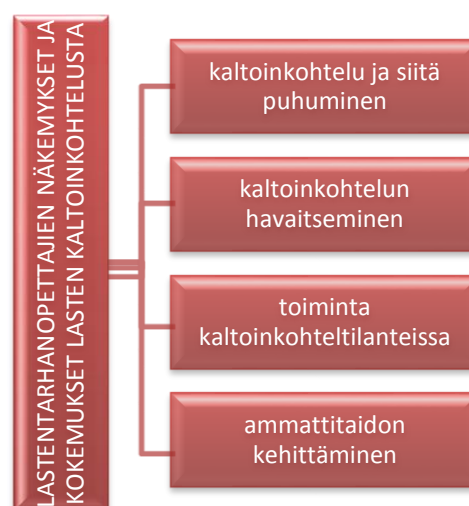 LASTENTARHANOPETTAJIEN NÄKEMYKSET JA
KOKEMUKSET LASTEN KALTOINKOHTELUSTA
kaltoinkohtelu ja siitä
puhuminen
kaltoinkohtelun
havaitseminen
toiminta
kaltoinkohteltilanteissa
ammattitaidon
kehittäminen